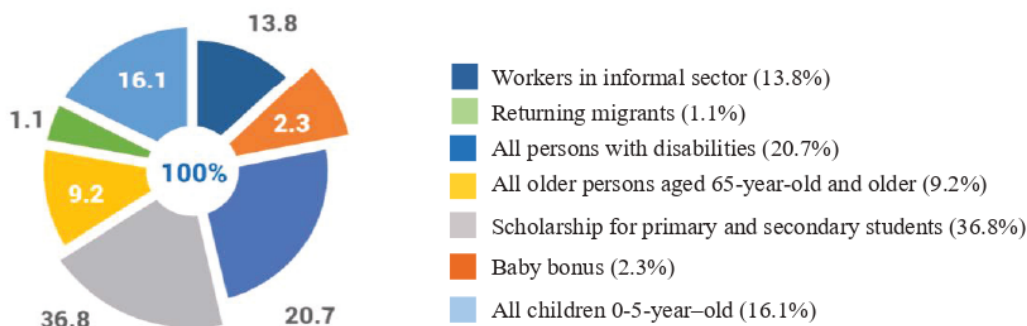 13.8
16.1
2.3
1.1
100%
9.2
36.8
20.7
Workers in informal sector (13.8%)
Returning migrants (1.1%)
All persons with disabilities (20.7%)
All older persons aged 65-year-old and older (9.2%)
Scholarship for primary and secondary students (36.8%)
Baby bonus (2.3%)
All children 0-5-year–old (16.1%)